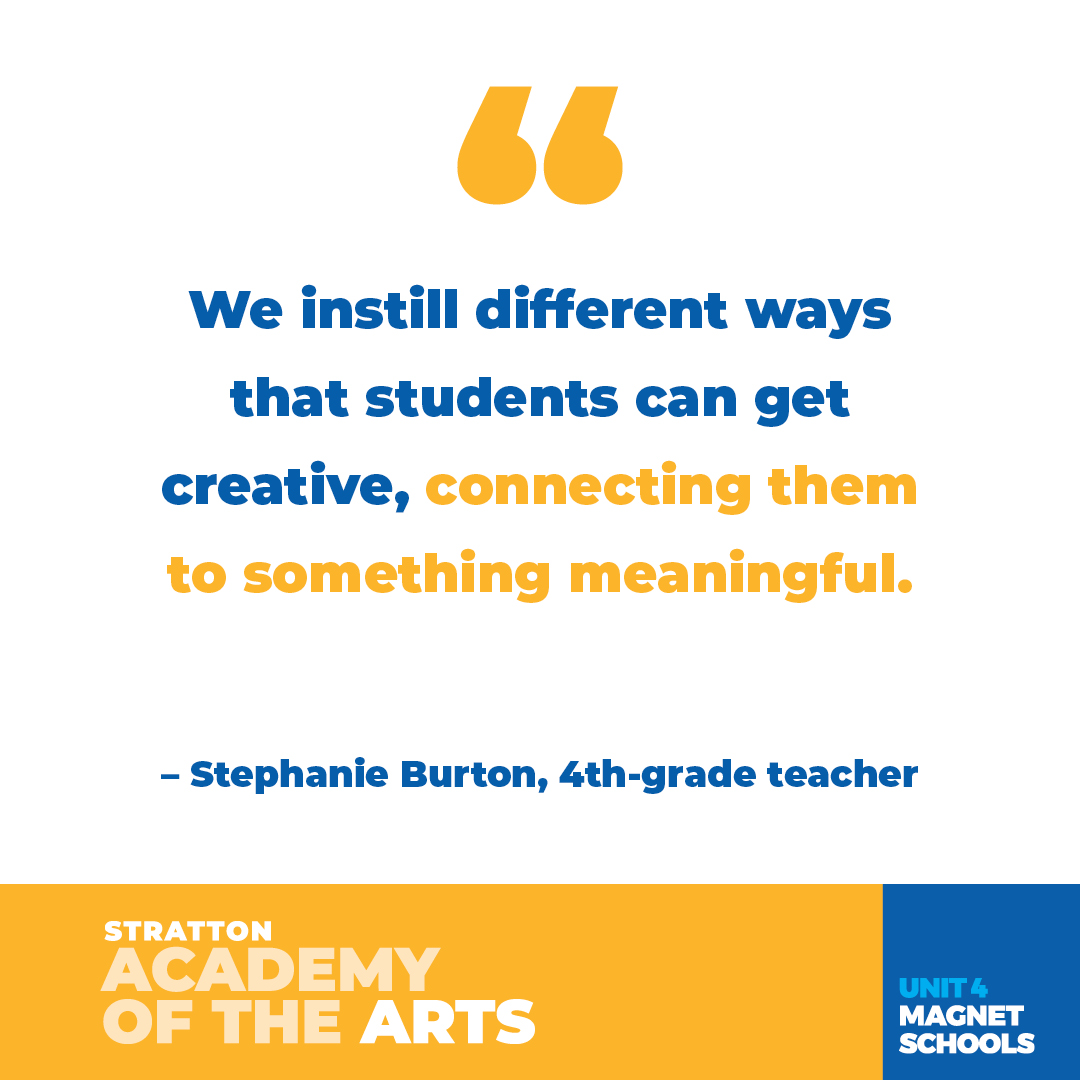 “
We instill different ways
that students can get
creative, connecting them
to something meaningful.
– Stephanie Burton, 4th-grade teacher
STRATTON
ACADEMY
OF THE ARTS
UNIT 4
MAGNET
SCHOOLS